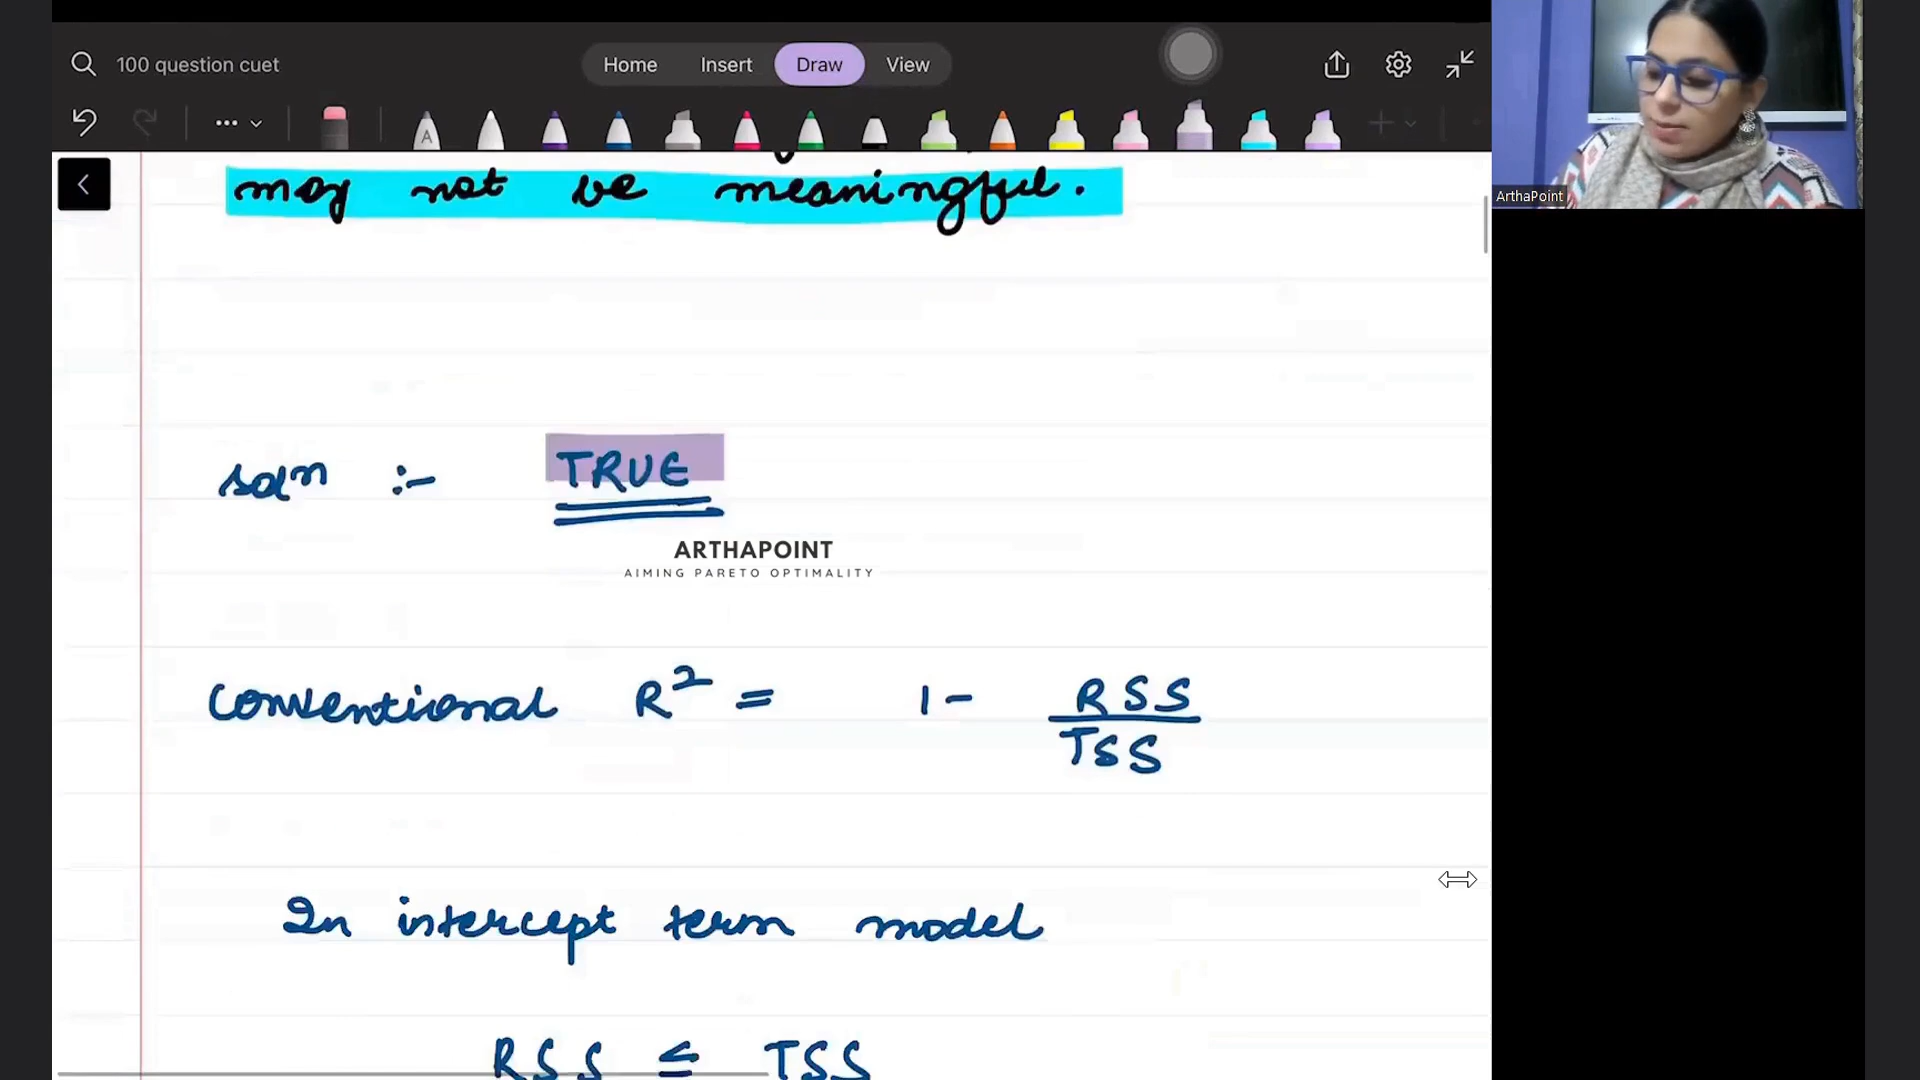 100 question cuet
Home Insert Draw View
A
ArthaPoint
may not be meaningful.
solⁿ :- TRUE
ARTHAPOINT
AIMING PARETO OPTIMALITY
Conventional R² = 1 - RSS/TSS
In intercept term model
RSS ≤ TSS